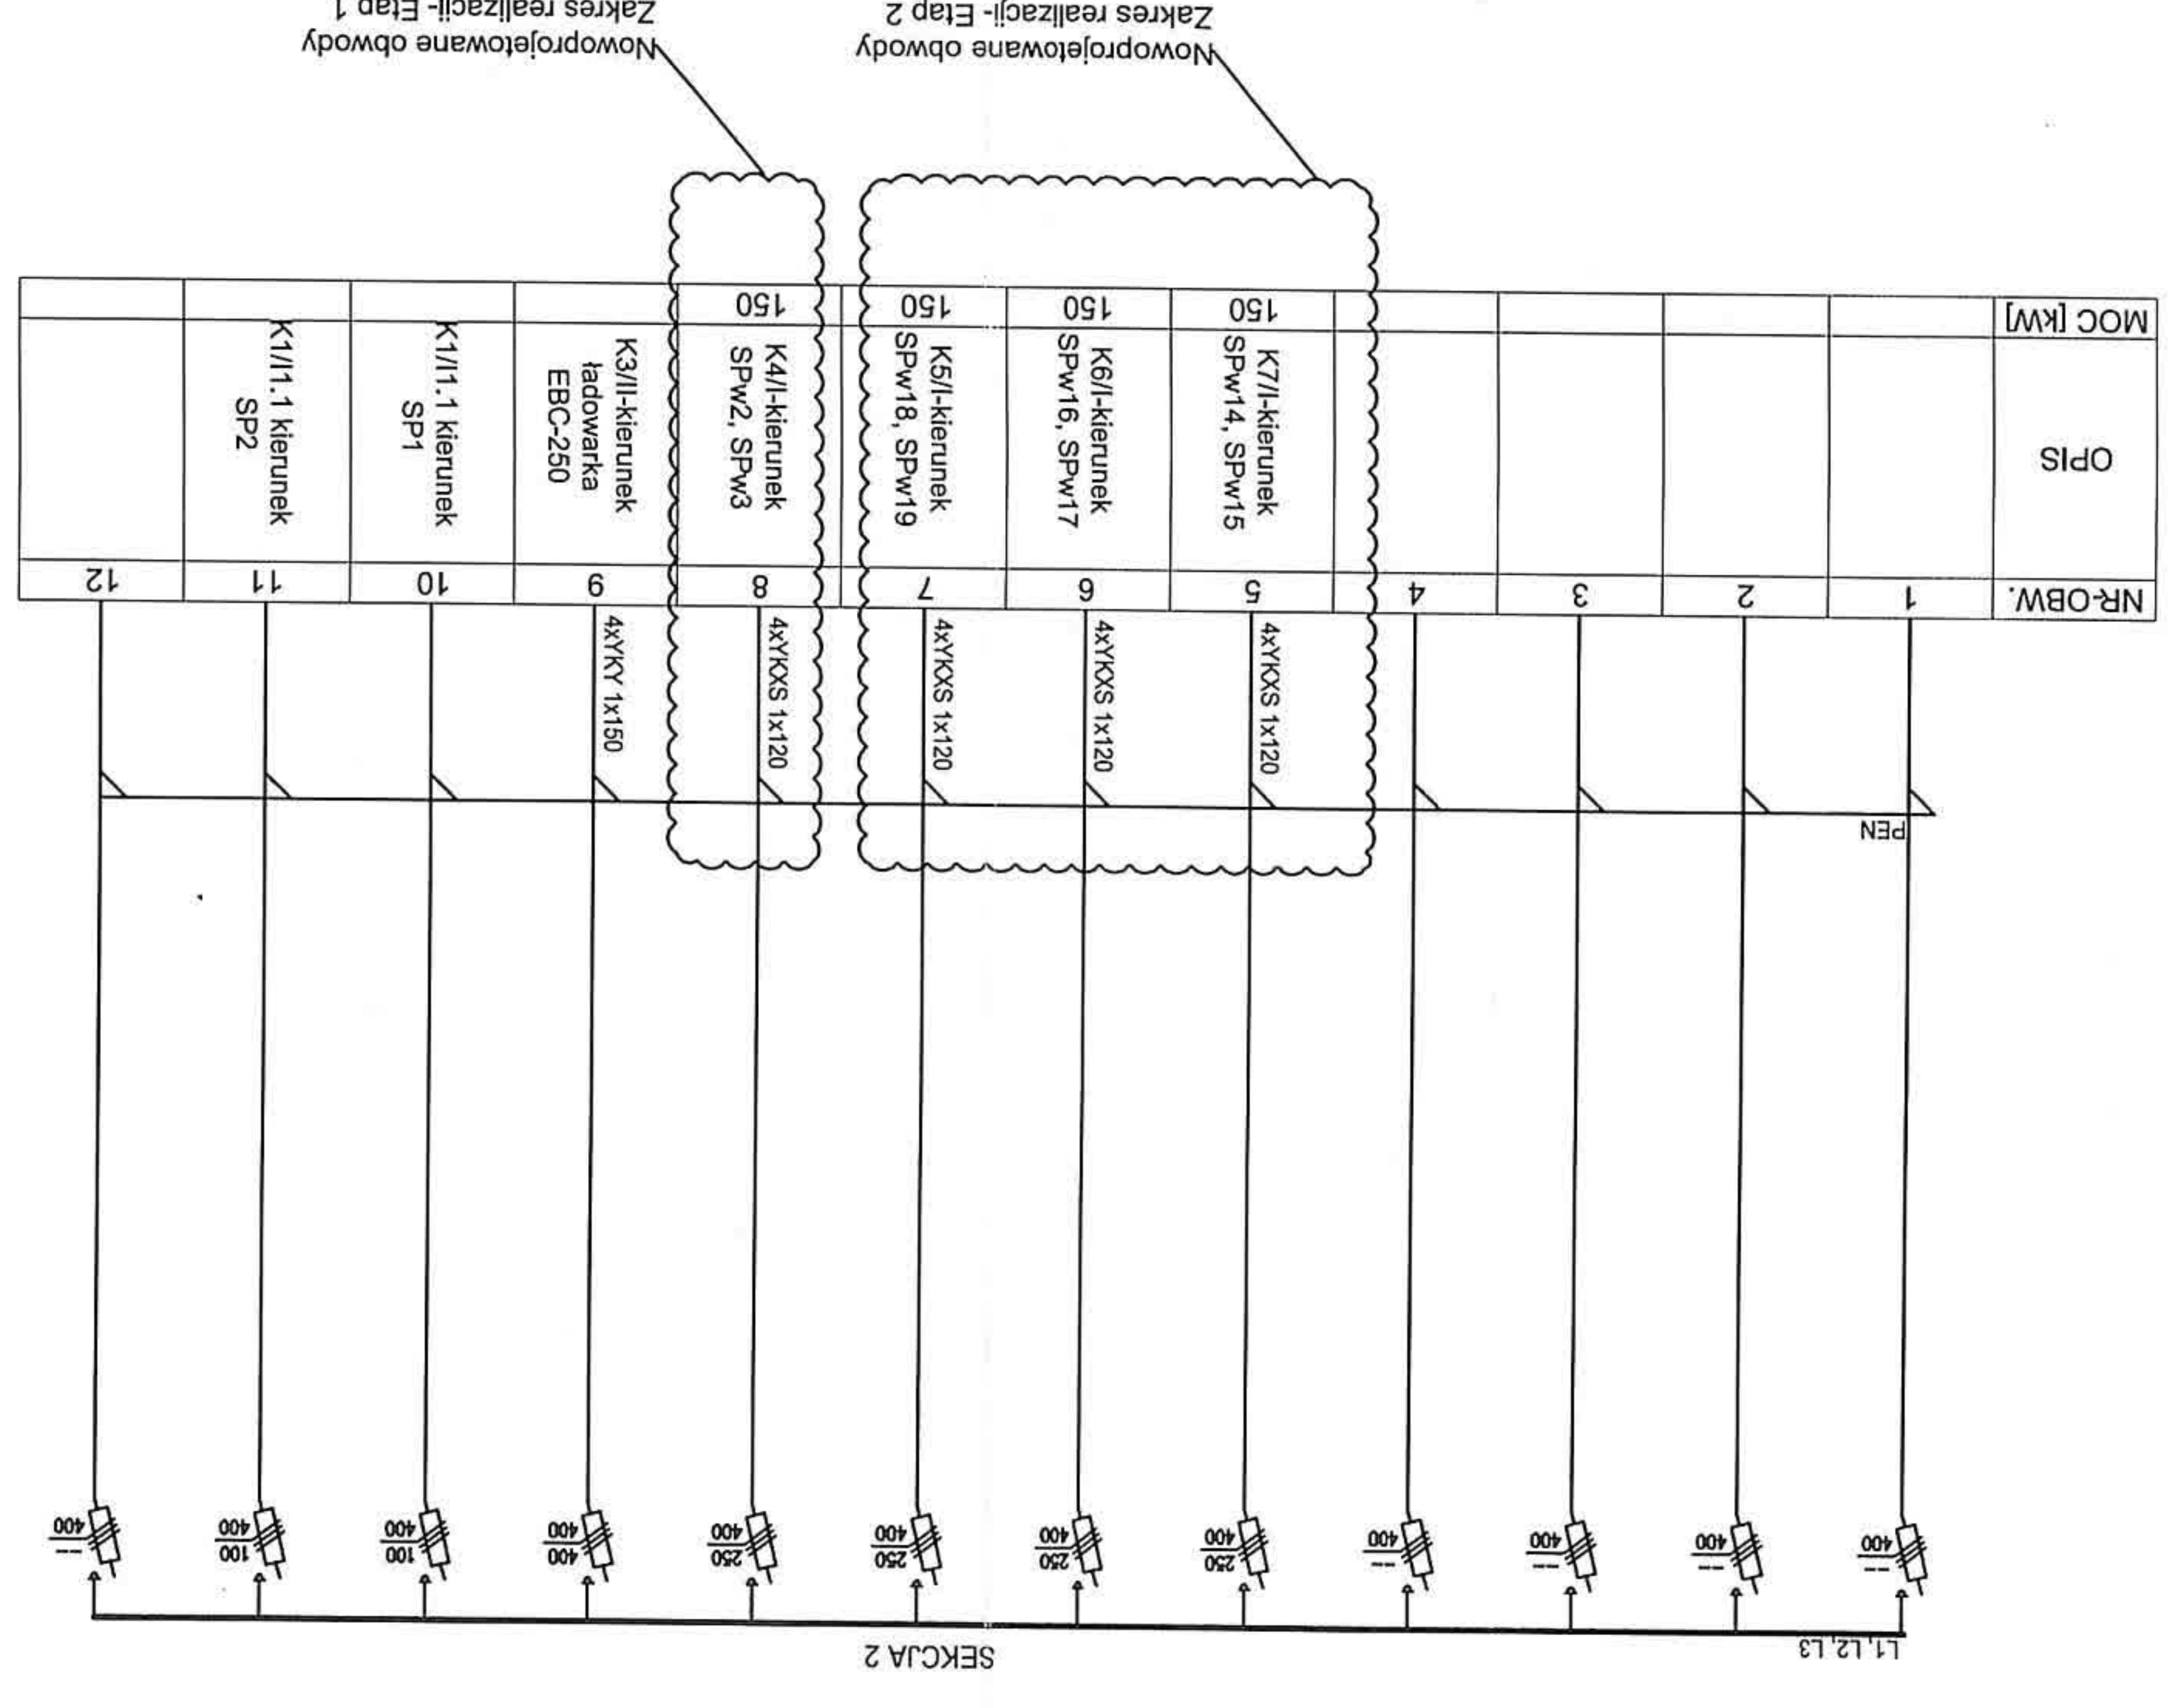 SEKCJA 2
L1, L2, L3
---
400
---
400
---
400
---
400
250
400
250
400
250
400
250
400
400
400
100
400
100
400
---
400
PEN
4xYKXS 1x120
4xYKXS 1x120
4xYKXS 1x120
4xYKXS 1x120
4xYKY 1x150
NR-OBW. 1 2 3 4 5 6 7 8 9 10 11 12
OPIS
K7/I-kierunek
SPw14, SPw15
K6/I-kierunek
SPw16, SPw17
K5/I-kierunek
SPw18, SPw19
K4/I-kierunek
SPw2, SPw3
K3/II-kierunek
ładowarka
EBC-250
K1/I1.1 kierunek
SP1
K1/I1.1 kierunek
SP2
MOC [kW] 150 150 150 150
Nowoprojetowane obwody
Zakres realizacji- Etap 2
Nowoprojetowane obwody
Zakres realizacji- Etap 1